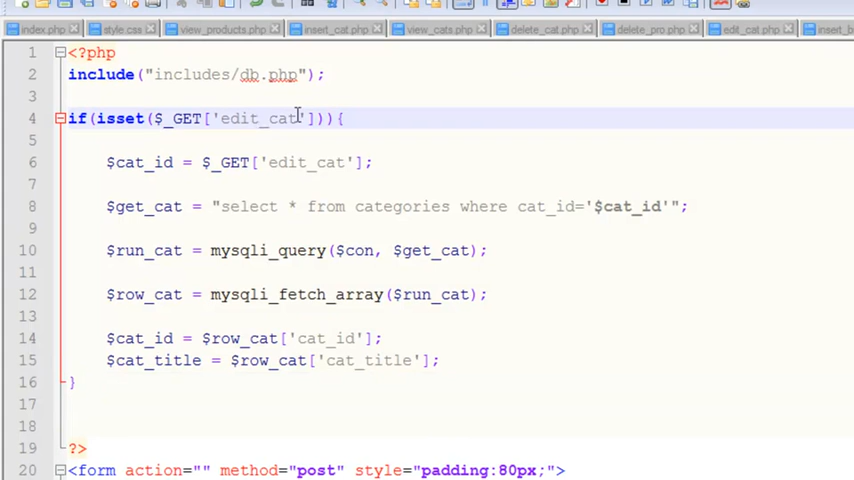 index.php style.css view_products.php insert_cat.php view_cats.php delete_cat.php delete_pro.php edit_cat.php insert_b
1 <?php
2 include("includes/db.php");
3
4 if(isset($_GET['edit_cat'])){
5
6 $cat_id = $_GET['edit_cat'];
7
8 $get_cat = "select * from categories where cat_id='$cat_id'";
9
10 $run_cat = mysqli_query($con, $get_cat);
11
12 $row_cat = mysqli_fetch_array($run_cat);
13
14 $cat_id = $row_cat['cat_id'];
15 $cat_title = $row_cat['cat_title'];
16 }
17
18
19 ?>
20 <form action="" method="post" style="padding:80px;">